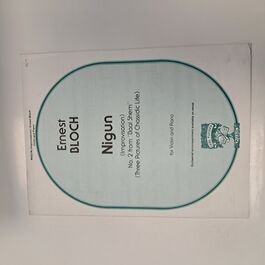 Ernest
BLOCH
Nigun
(Improvisation)
No. 2 from "Baal Shem"
(Three Pictures of Chassidic Life)
for Violin and Piano